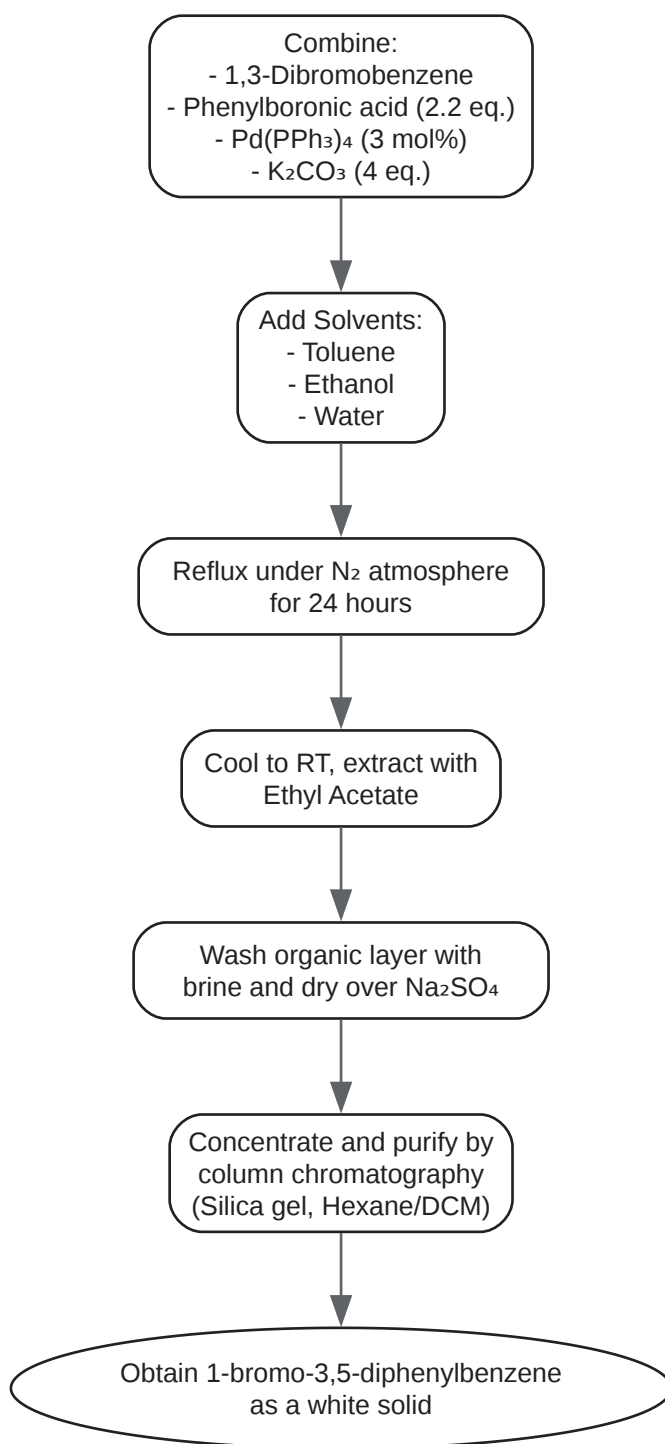 Combine:
- 1,3-Dibromobenzene
- Phenylboronic acid (2.2 eq.)
- Pd(PPh₃)₄ (3 mol%)
- K₂CO₃ (4 eq.)
Add Solvents:
- Toluene
- Ethanol
- Water
Reflux under N₂ atmosphere
for 24 hours
Cool to RT, extract with
Ethyl Acetate
Wash organic layer with
brine and dry over Na₂SO₄
Concentrate and purify by
column chromatography
(Silica gel, Hexane/DCM)
Obtain 1-bromo-3,5-diphenylbenzene
as a white solid